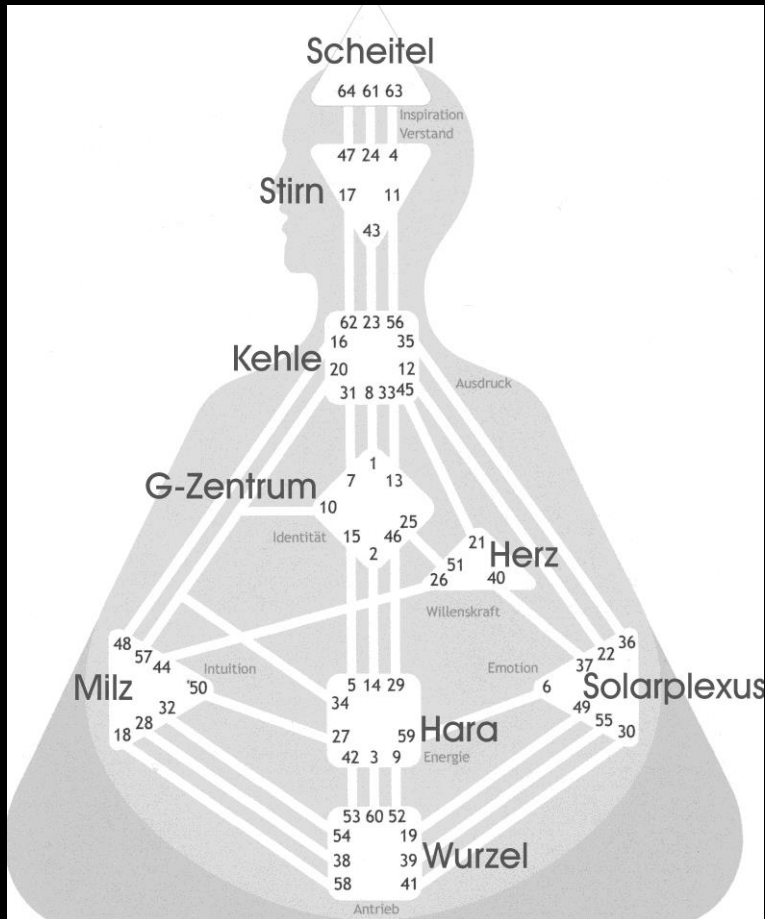 Scheitel
64 61 63
Inspiration
Verstand
47 24 4
Stirn 17 11
43
62 23 56
16 35
Kehle
20 12
31 8 33 45
Ausdruck
1
7 13
G-Zentrum
10
25
Identität 15 46
2
21
Herz
51
26 40
Willenskraft
48
57
44
Intuition
50
Milz
32
28
18
36
22
37
Emotion
6
Solarplexus
49
55
30
5 14 29
34
Hara
27 59
42 3 9
Energie
53 60 52
54 19
Wurzel
38 39
58 41
Antrieb